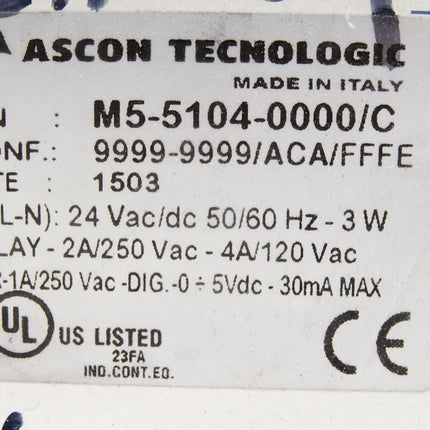 ASCON TECNOLOGIC
MADE IN ITALY
N : M5-5104-0000/C
ONF.: 9999-9999/ACA/FFFE
TE : 1503
(L-N): 24 Vac/dc 50/60 Hz - 3 W
LAY - 2A/250 Vac - 4A/120 Vac
R-1A/250 Vac -DIG.-0 ÷ 5Vdc - 30mA MAX
UL US LISTED CE
23FA
IND.CONT.EQ.